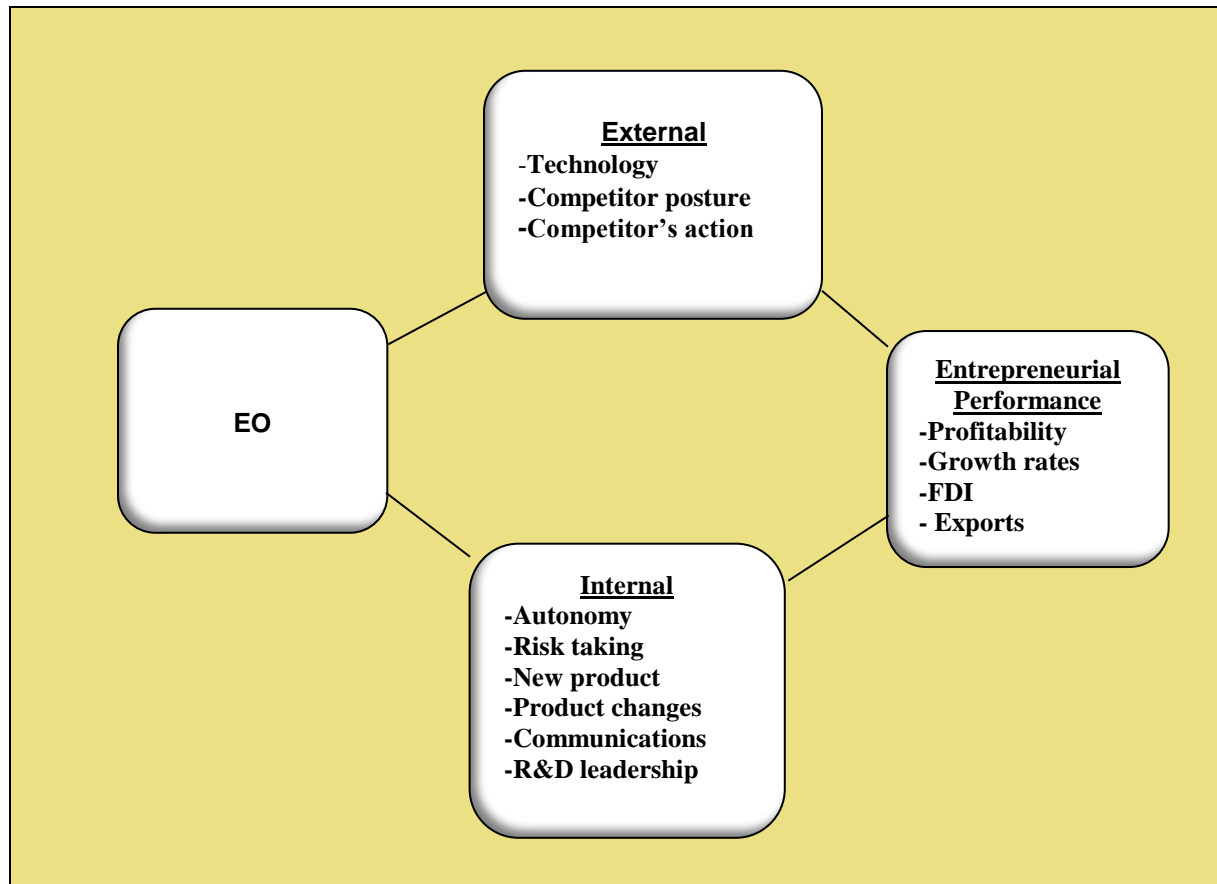 External
-Technology
-Competitor posture
-Competitor’s action
EO
Entrepreneurial
Performance
-Profitability
-Growth rates
-FDI
- Exports
Internal
-Autonomy
-Risk taking
-New product
-Product changes
-Communications
-R&D leadership